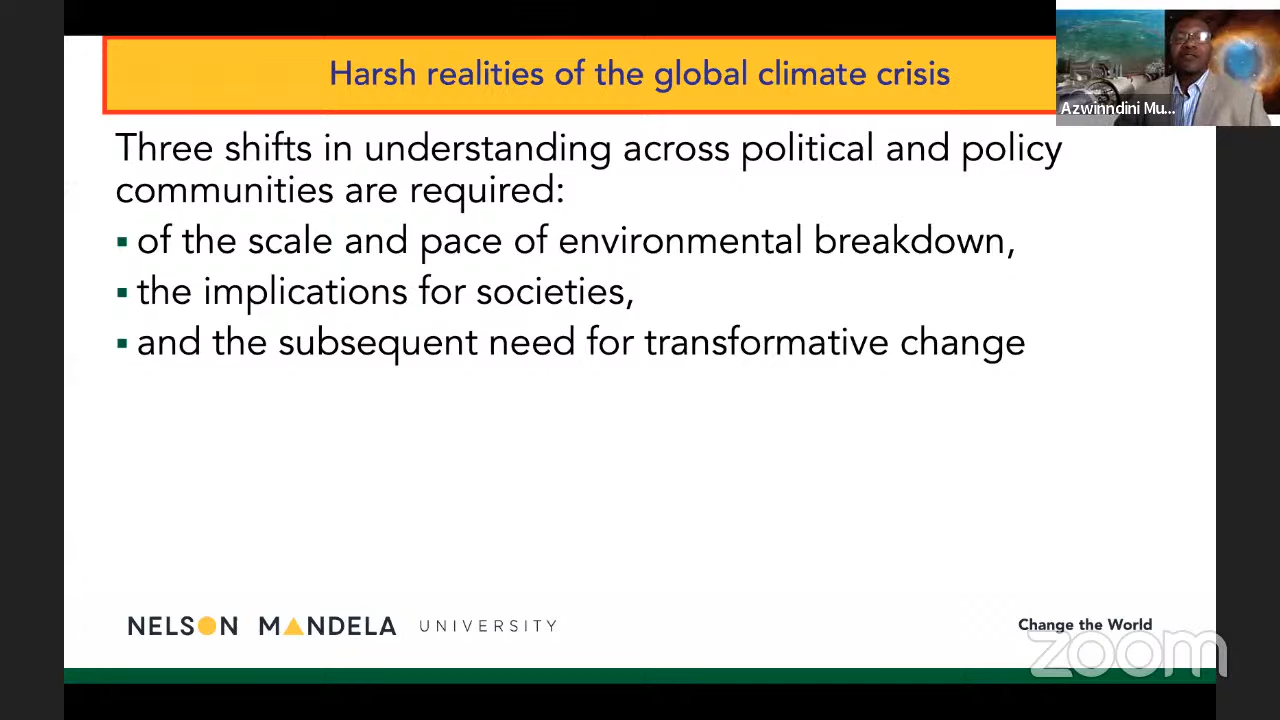 Harsh realities of the global climate crisis
Azwinndini Mu...
Three shifts in understanding across political and policy
communities are required:
▪ of the scale and pace of environmental breakdown,
▪ the implications for societies,
▪ and the subsequent need for transformative change
NELSON MANDELA UNIVERSITY
Change the World
zoom